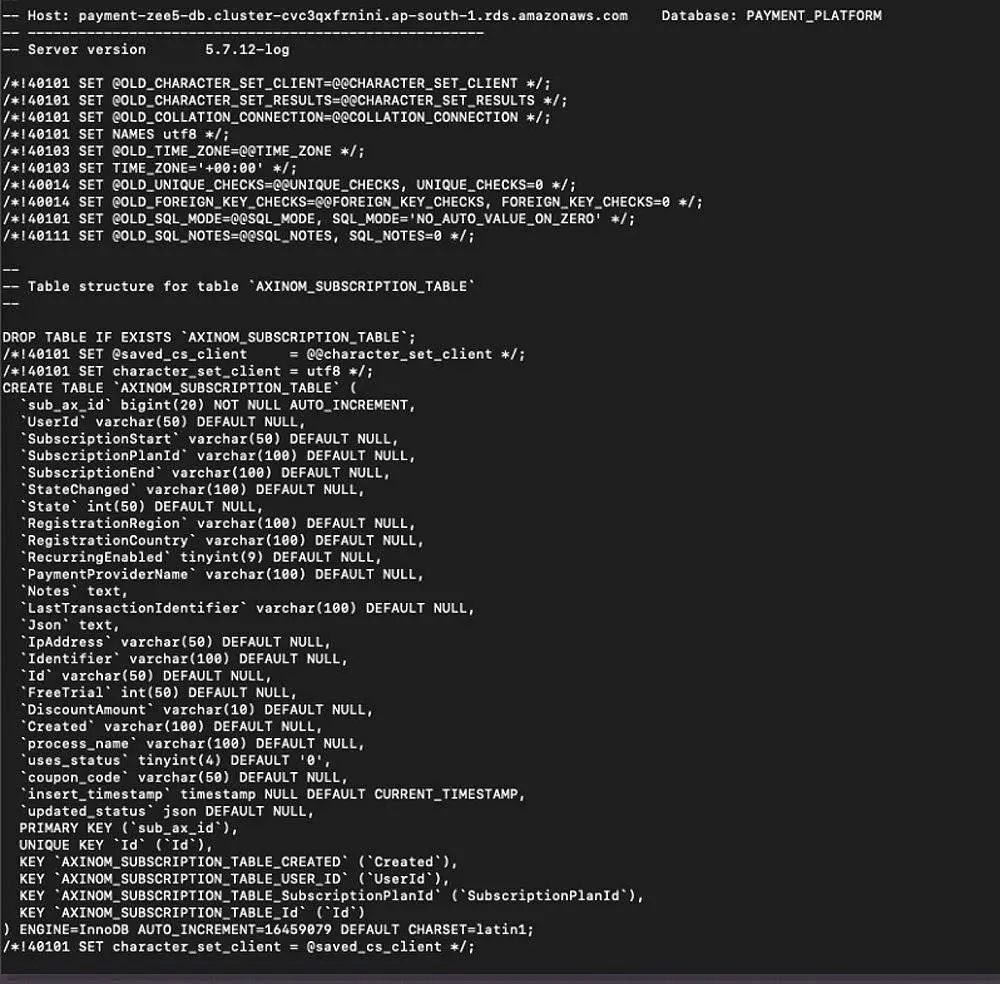 -- Host: payment-zee5-db.cluster-cvc3qxfrnini.ap-south-1.rds.amazonaws.com    Database: PAYMENT_PLATFORM
-- ------------------------------------------------------
-- Server version       5.7.12-log

/*!40101 SET @OLD_CHARACTER_SET_CLIENT=@@CHARACTER_SET_CLIENT */;
/*!40101 SET @OLD_CHARACTER_SET_RESULTS=@@CHARACTER_SET_RESULTS */;
/*!40101 SET @OLD_COLLATION_CONNECTION=@@COLLATION_CONNECTION */;
/*!40101 SET NAMES utf8 */;
/*!40103 SET @OLD_TIME_ZONE=@@TIME_ZONE */;
/*!40103 SET TIME_ZONE='+00:00' */;
/*!40014 SET @OLD_UNIQUE_CHECKS=@@UNIQUE_CHECKS, UNIQUE_CHECKS=0 */;
/*!40014 SET @OLD_FOREIGN_KEY_CHECKS=@@FOREIGN_KEY_CHECKS, FOREIGN_KEY_CHECKS=0 */;
/*!40101 SET @OLD_SQL_MODE=@@SQL_MODE, SQL_MODE='NO_AUTO_VALUE_ON_ZERO' */;
/*!40111 SET @OLD_SQL_NOTES=@@SQL_NOTES, SQL_NOTES=0 */;

--
-- Table structure for table `AXINOM_SUBSCRIPTION_TABLE`
--

DROP TABLE IF EXISTS `AXINOM_SUBSCRIPTION_TABLE`;
/*!40101 SET @saved_cs_client     = @@character_set_client */;
/*!40101 SET character_set_client = utf8 */;
CREATE TABLE `AXINOM_SUBSCRIPTION_TABLE` (
  `sub_ax_id` bigint(20) NOT NULL AUTO_INCREMENT,
  `UserId` varchar(50) DEFAULT NULL,
  `SubscriptionStart` varchar(50) DEFAULT NULL,
  `SubscriptionPlanId` varchar(100) DEFAULT NULL,
  `SubscriptionEnd` varchar(100) DEFAULT NULL,
  `StateChanged` varchar(100) DEFAULT NULL,
  `State` int(50) DEFAULT NULL,
  `RegistrationRegion` varchar(100) DEFAULT NULL,
  `RegistrationCountry` varchar(100) DEFAULT NULL,
  `RecurringEnabled` tinyint(9) DEFAULT NULL,
  `PaymentProviderName` varchar(100) DEFAULT NULL,
  `Notes` text,
  `LastTransactionIdentifier` varchar(100) DEFAULT NULL,
  `Json` text,
  `IpAddress` varchar(50) DEFAULT NULL,
  `Identifier` varchar(100) DEFAULT NULL,
  `Id` varchar(50) DEFAULT NULL,
  `FreeTrial` int(50) DEFAULT NULL,
  `DiscountAmount` varchar(10) DEFAULT NULL,
  `Created` varchar(100) DEFAULT NULL,
  `process_name` varchar(100) DEFAULT NULL,
  `uses_status` tinyint(4) DEFAULT '0',
  `coupon_code` varchar(50) DEFAULT NULL,
  `insert_timestamp` timestamp NULL DEFAULT CURRENT_TIMESTAMP,
  `updated_status` json DEFAULT NULL,
  PRIMARY KEY (`sub_ax_id`),
  UNIQUE KEY `Id` (`Id`),
  KEY `AXINOM_SUBSCRIPTION_TABLE_CREATED` (`Created`),
  KEY `AXINOM_SUBSCRIPTION_TABLE_USER_ID` (`UserId`),
  KEY `AXINOM_SUBSCRIPTION_TABLE_SubscriptionPlanId` (`SubscriptionPlanId`),
  KEY `AXINOM_SUBSCRIPTION_TABLE_Id` (`Id`)
) ENGINE=InnoDB AUTO_INCREMENT=16459079 DEFAULT CHARSET=latin1;
/*!40101 SET character_set_client = @saved_cs_client */;